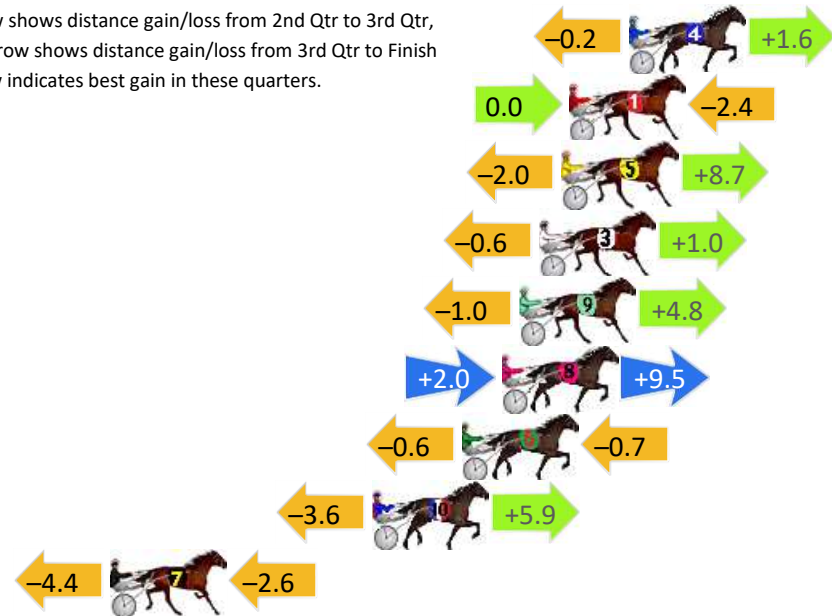 shows distance gain/loss from 2nd Qtr to 3rd Qtr,
row shows distance gain/loss from 3rd Qtr to Finish
indicates best gain in these quarters.
–0.2 4 +1.6
0.0 1 –2.4
–2.0 5 +8.7
–0.6 3 +1.0
–1.0 9 +4.8
+2.0 8 +9.5
–0.6 –0.7
–3.6 10 +5.9
–4.4 7 –2.6